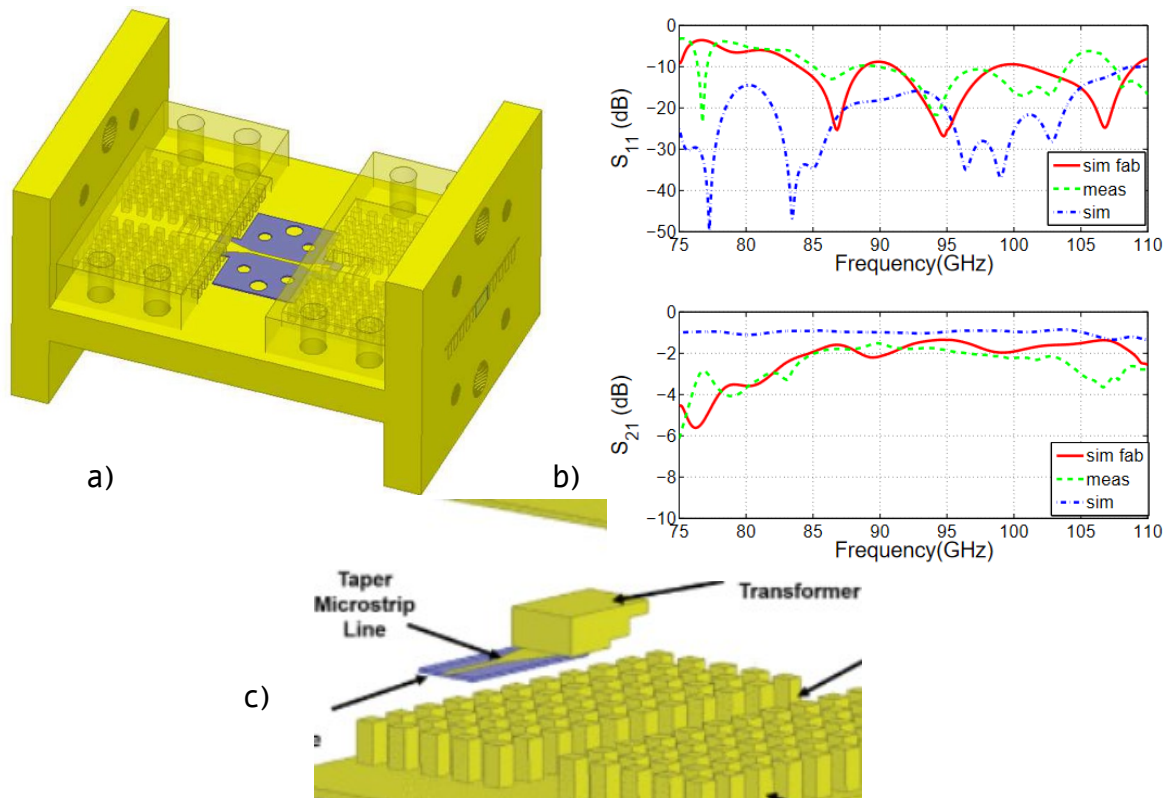 a)
b)
0
−10
−20
−30
−40
−50
S11 (dB)
sim fab
meas
sim
75 80 85 90 95 100 105 110
Frequency(GHz)
0
−2
−4
−6
−8
−10
S21 (dB)
sim fab
meas
sim
75 80 85 90 95 100 105 110
Frequency(GHz)
c)
Taper
Microstrip
Line
Transformer
e